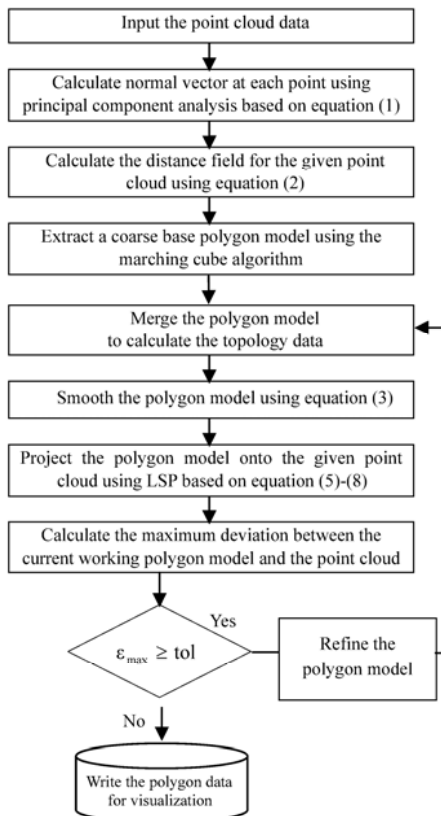 Input the point cloud data
Calculate normal vector at each point using
principal component analysis based on equation (1)
Calculate the distance field for the given point
cloud using equation (2)
Extract a coarse base polygon model using the
marching cube algorithm
Merge the polygon model
to calculate the topology data
Smooth the polygon model using equation (3)
Project the polygon model onto the given point
cloud using LSP based on equation (5)-(8)
Calculate the maximum deviation between the
current working polygon model and the point cloud
Yes
εmax ≥ tol
Refine the
polygon model
No
Write the polygon data
for visualization